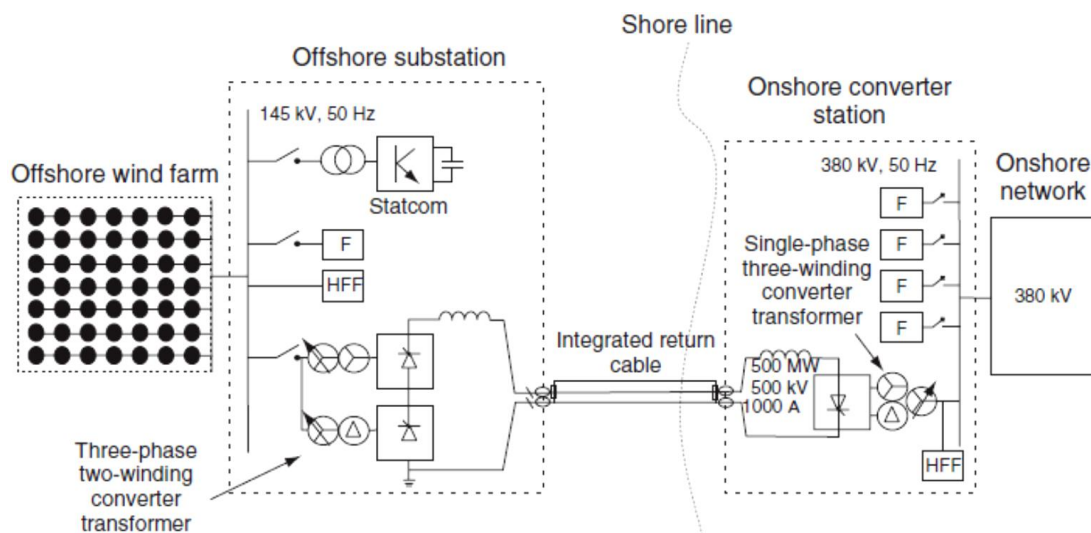 Shore line
Offshore substation
Onshore converter
station
145 kV, 50 Hz
380 kV, 50 Hz
Onshore
network
Offshore wind farm
Statcom
F
F
F
F
F
HFF
Single-phase
three-winding
converter
transformer
380 kV
Integrated return
cable
500 MW
500 kV
1000 A
Δ
Δ
HFF
Three-phase
two-winding
converter
transformer